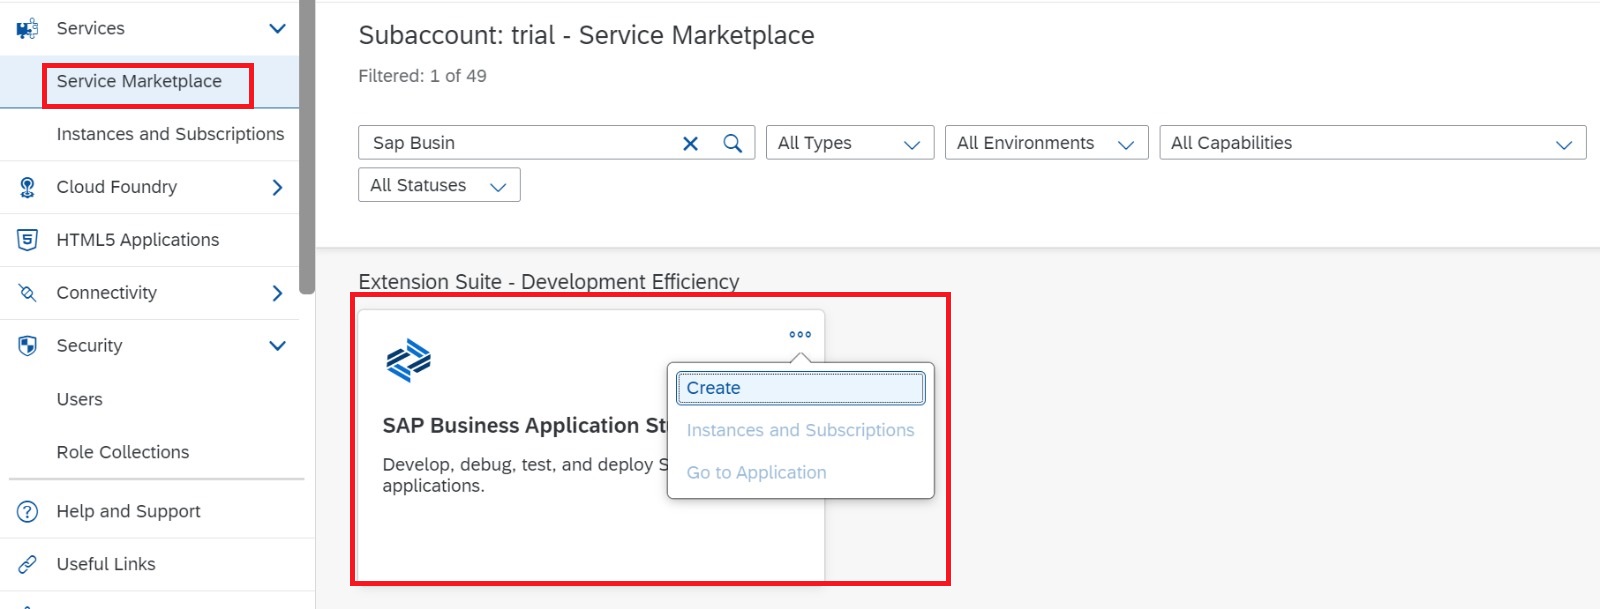 Services
Service Marketplace
Instances and Subscriptions
Cloud Foundry
HTML5 Applications
Connectivity
Security
Users
Role Collections
Help and Support
Useful Links
Subaccount: trial - Service Marketplace
Filtered: 1 of 49
Sap Busin
All Types
All Environments
All Capabilities
All Statuses
Extension Suite - Development Efficiency
SAP Business Application St
Develop, debug, test, and deploy S
applications.
Create
Instances and Subscriptions
Go to Application